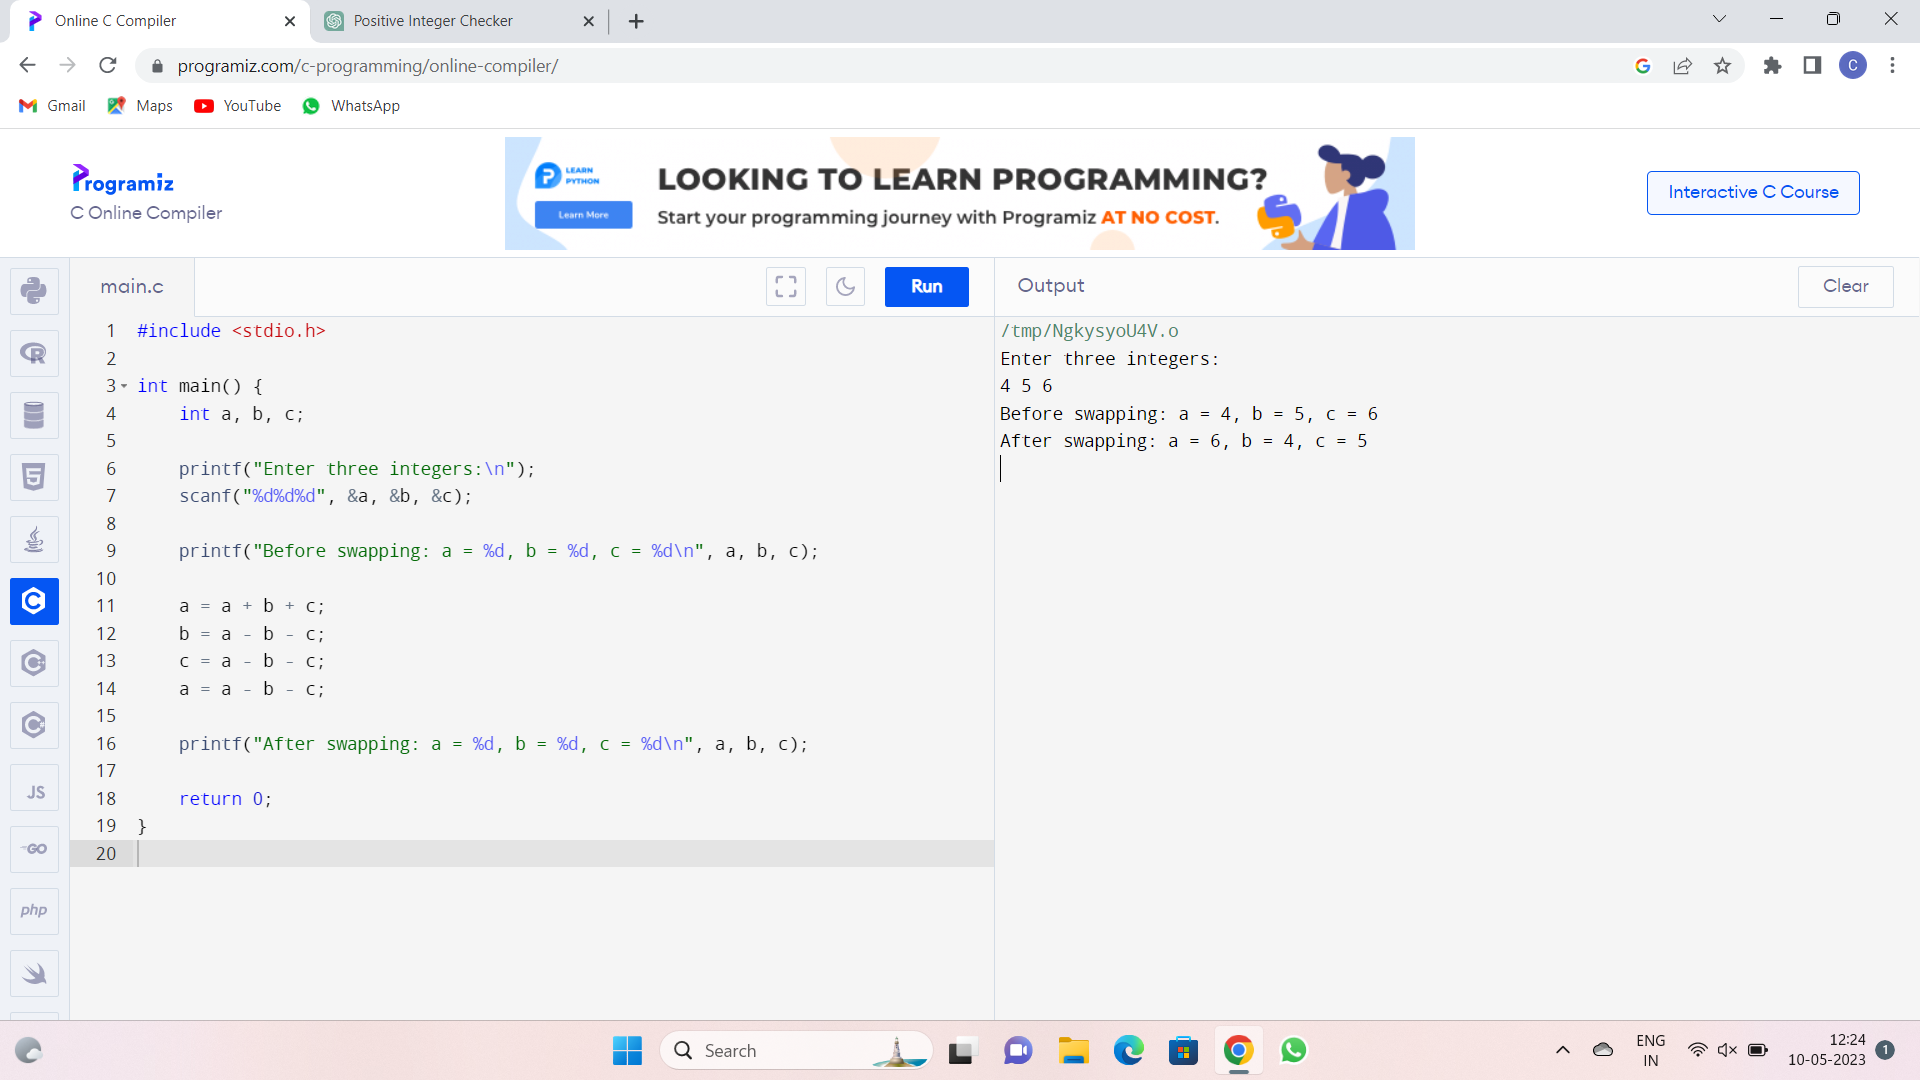 Online C Compiler
Positive Integer Checker
programiz.com/c-programming/online-compiler/
C
Gmail
Maps
YouTube
WhatsApp
Programiz
C Online Compiler
LEARN
PYTHON
Learn More
LOOKING TO LEARN PROGRAMMING?
Start your programming journey with Programiz AT NO COST.
Interactive C Course
main.c
Run
Output
Clear
1 #include <stdio.h>
2
3 int main() {
4 int a, b, c;
5
6 printf("Enter three integers:\n");
7 scanf("%d%d%d", &a, &b, &c);
8
9 printf("Before swapping: a = %d, b = %d, c = %d\n", a, b, c);
10
11 a = a + b + c;
12 b = a - b - c;
13 c = a - b - c;
14 a = a - b - c;
15
16 printf("After swapping: a = %d, b = %d, c = %d\n", a, b, c);
17
18 return 0;
19 }
20
/tmp/NgkysyoU4V.o
Enter three integers:
4 5 6
Before swapping: a = 4, b = 5, c = 6
After swapping: a = 6, b = 4, c = 5
R
5
C
C
JS
GO
php
Search
ENG
IN
12:24
10-05-2023
1